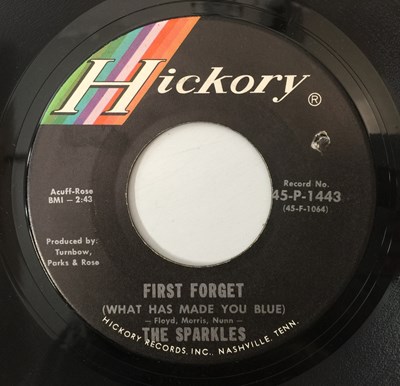 Hickory®
Acuff-Rose
BMI – 2:43
Record No.
45-P-1443
(45-F-1064)
Produced by:
Turnbow,
Parks & Rose
FIRST FORGET
(WHAT HAS MADE YOU BLUE)
– Floyd, Morris, Nunn –
THE SPARKLES
HICKORY RECORDS, INC., NASHVILLE, TENN.